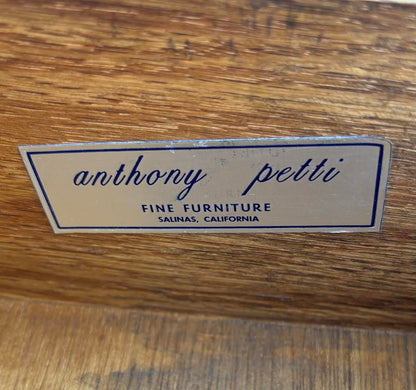 anthony petti
FINE FURNITURE
SALINAS, CALIFORNIA